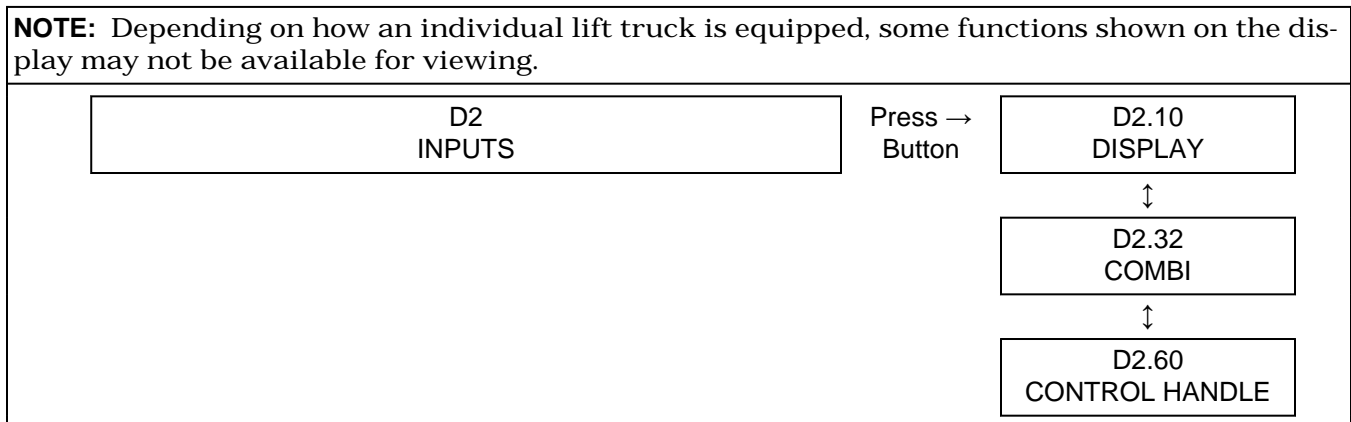 NOTE: Depending on how an individual lift truck is equipped, some functions shown on the dis-
play may not be available for viewing.
D2
INPUTS
Press →
Button
D2.10
DISPLAY
↕
D2.32
COMBI
↕
D2.60
CONTROL HANDLE